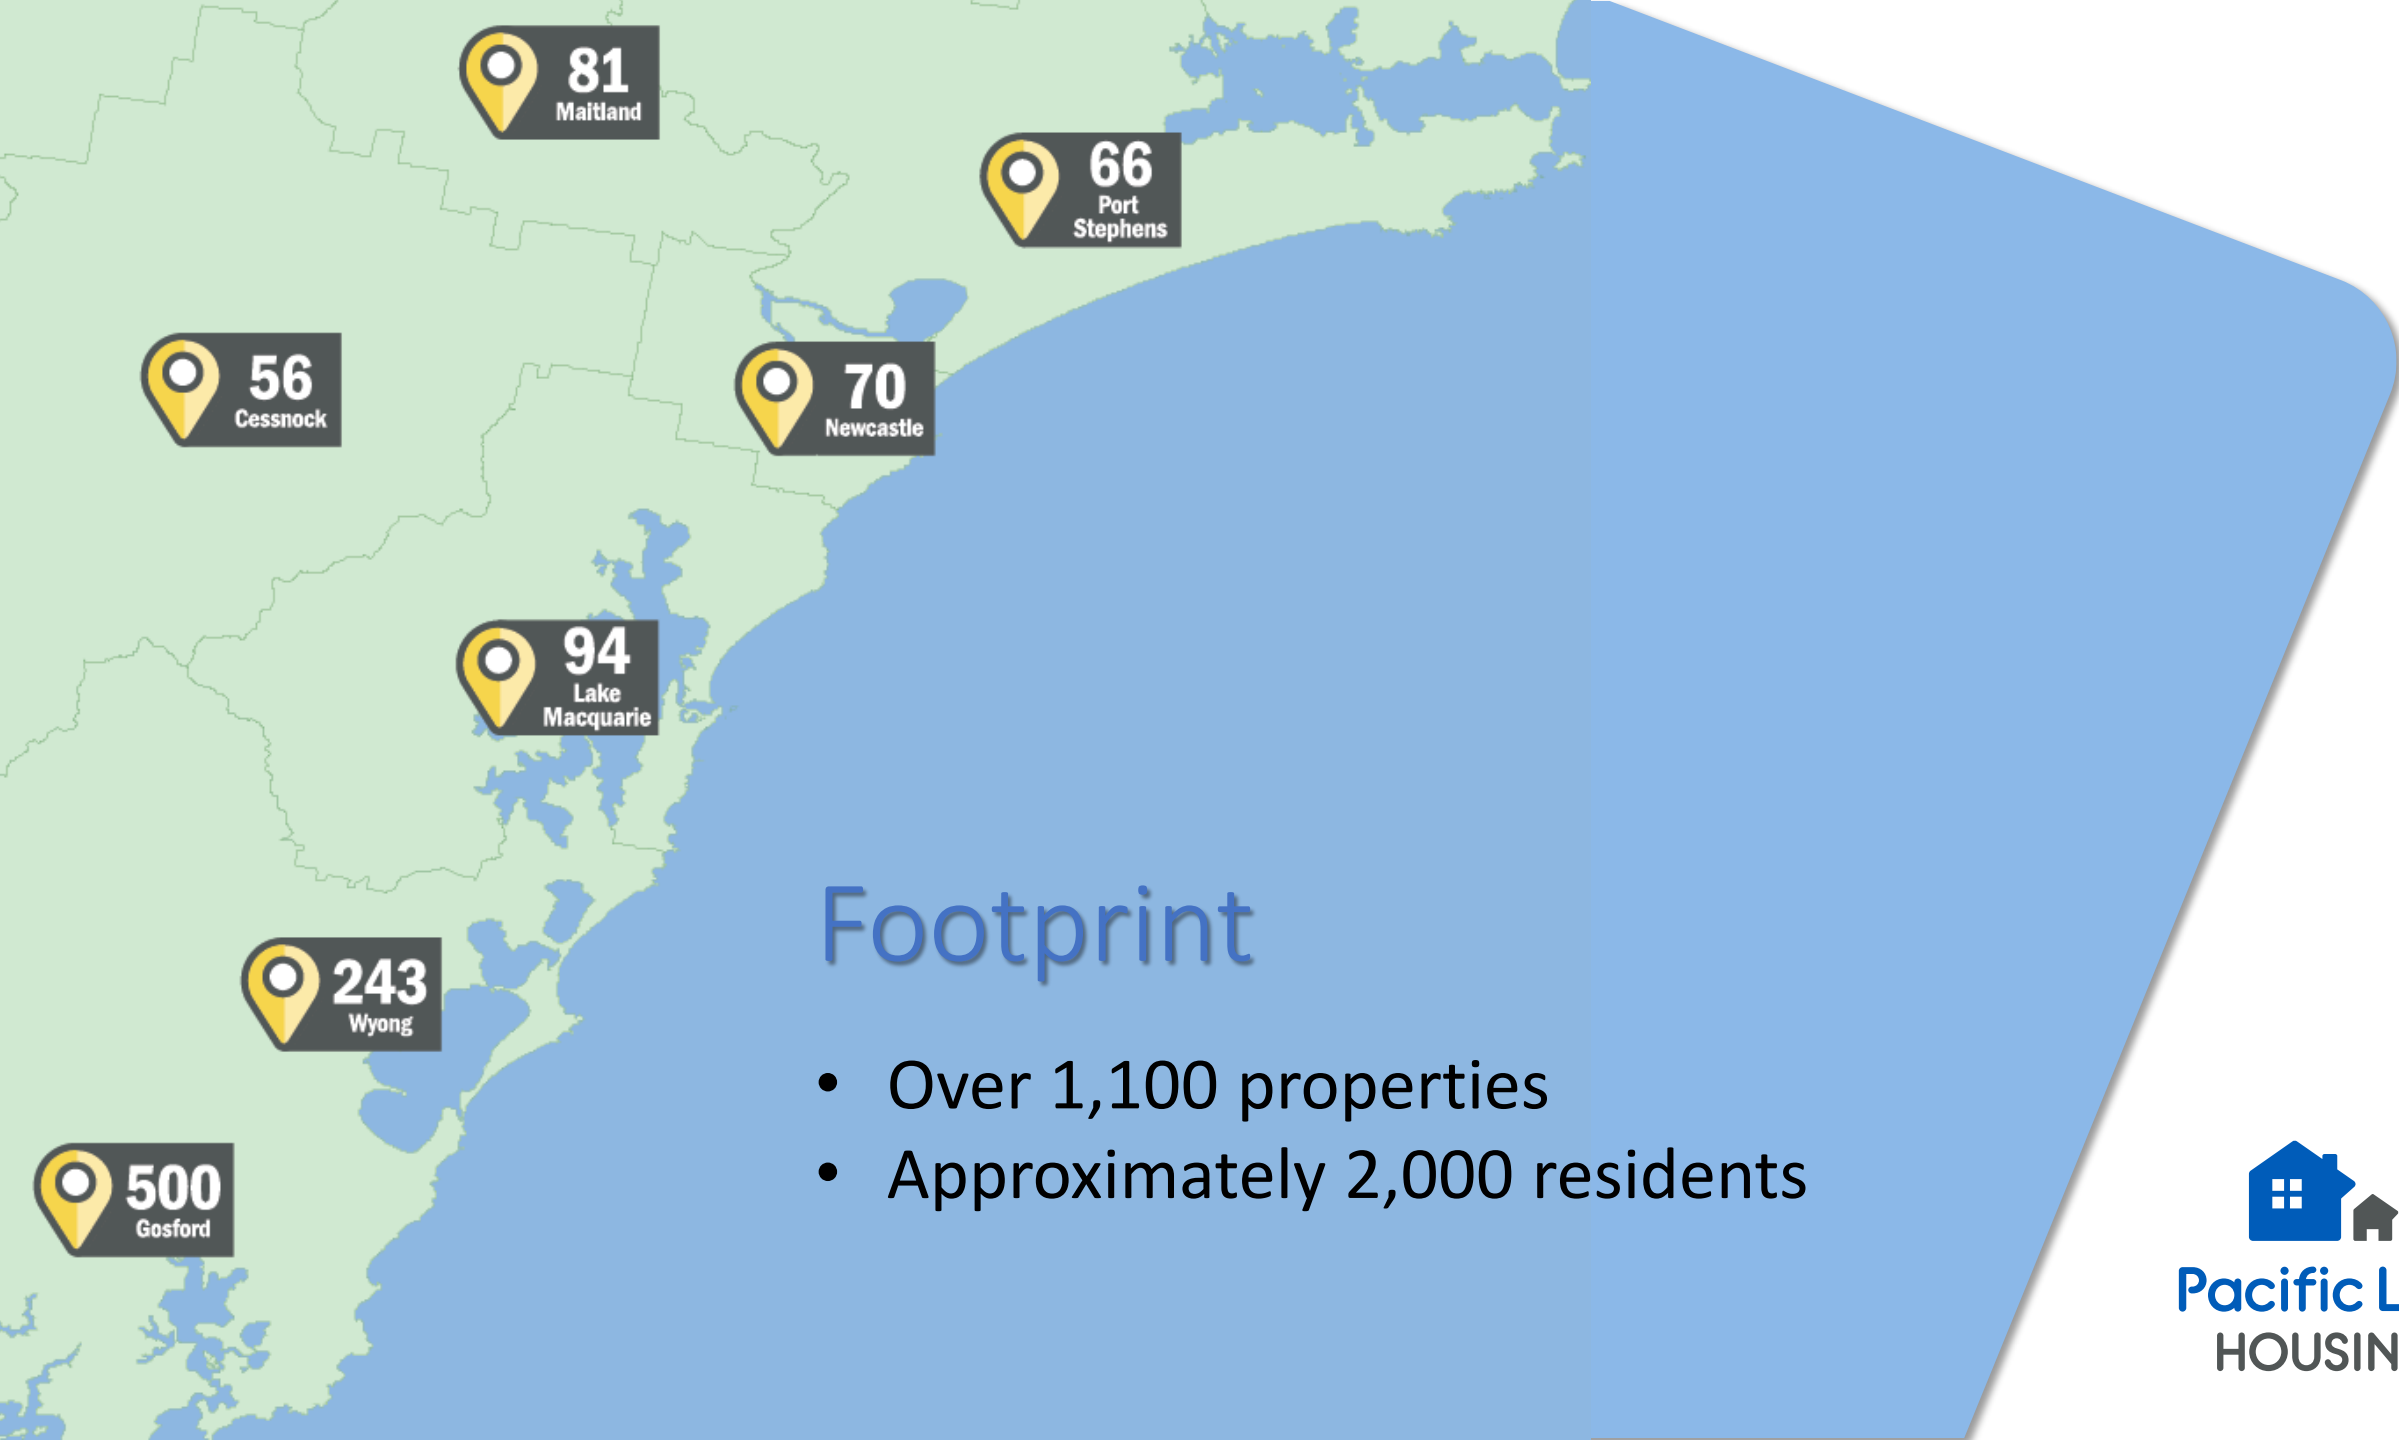 81
Maitland
66
Port
Stephens
56
Cessnock
70
Newcastle
94
Lake
Macquarie
243
Wyong
500
Gosford
Footprint
• Over 1,100 properties
• Approximately 2,000 residents
Pacific L
HOUSIN